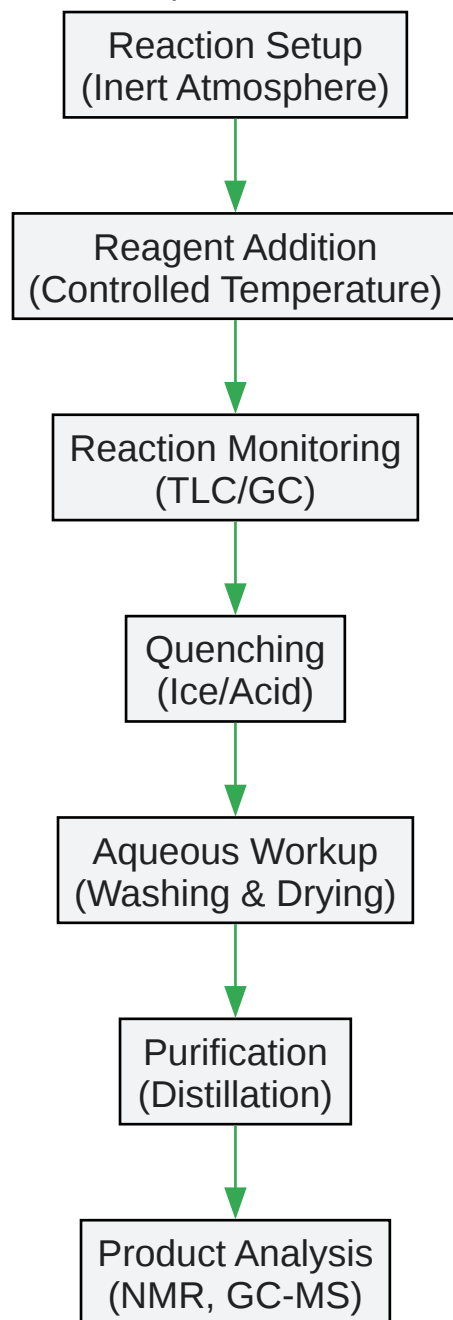 Reaction Setup
(Inert Atmosphere)
Reagent Addition
(Controlled Temperature)
Reaction Monitoring
(TLC/GC)
Quenching
(Ice/Acid)
Aqueous Workup
(Washing & Drying)
Purification
(Distillation)
Product Analysis
(NMR, GC-MS)